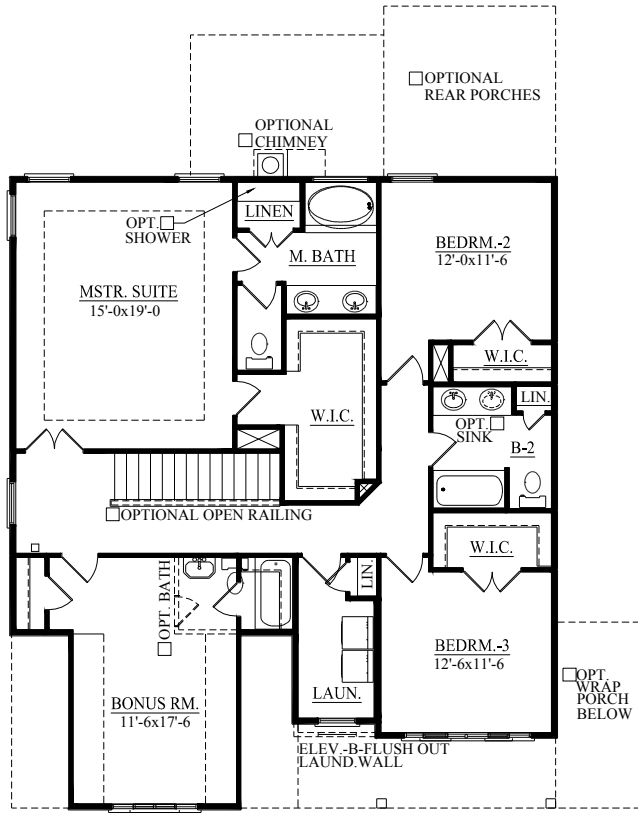 OPTIONAL
REAR PORCHES
OPTIONAL
CHIMNEY
OPT.
SHOWER
LINEN
M. BATH
BEDRM.-2
12'-0x11'-6
MSTR. SUITE
15'-0x19'-0
W.I.C.
W.I.C.
LIN.
OPT.
SINK
B-2
OPTIONAL OPEN RAILING
W.I.C.
OPT. BATH
LIN.
BEDRM.-3
12'-6x11'-6
OPT.
WRAP
PORCH
BELOW
BONUS RM.
11'-6x17'-6
LAUN.
ELEV.-B-FLUSH OUT
LAUND.WALL